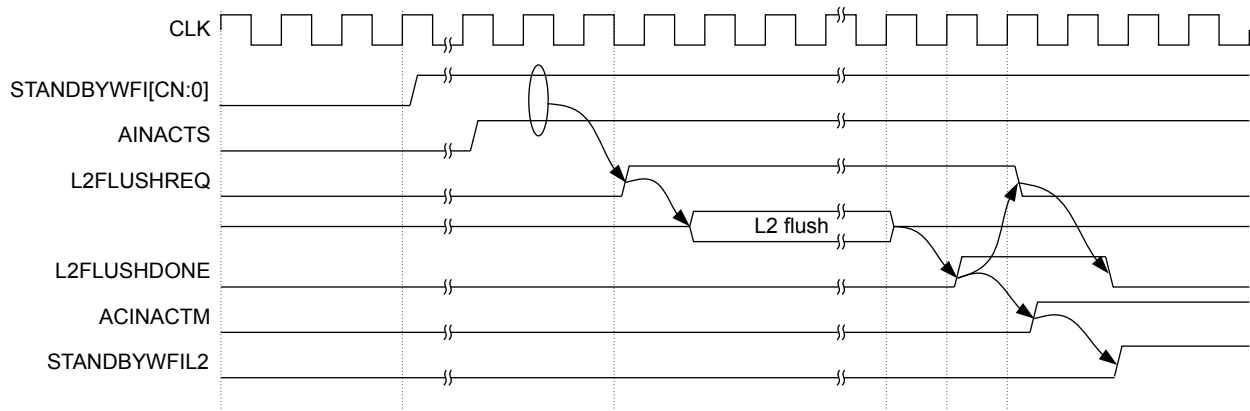 CLK
STANDBYWFI[CN:0]
AINACTS
L2FLUSHREQ
L2 flush
L2FLUSHDONE
ACINACTM
STANDBYWFIL2